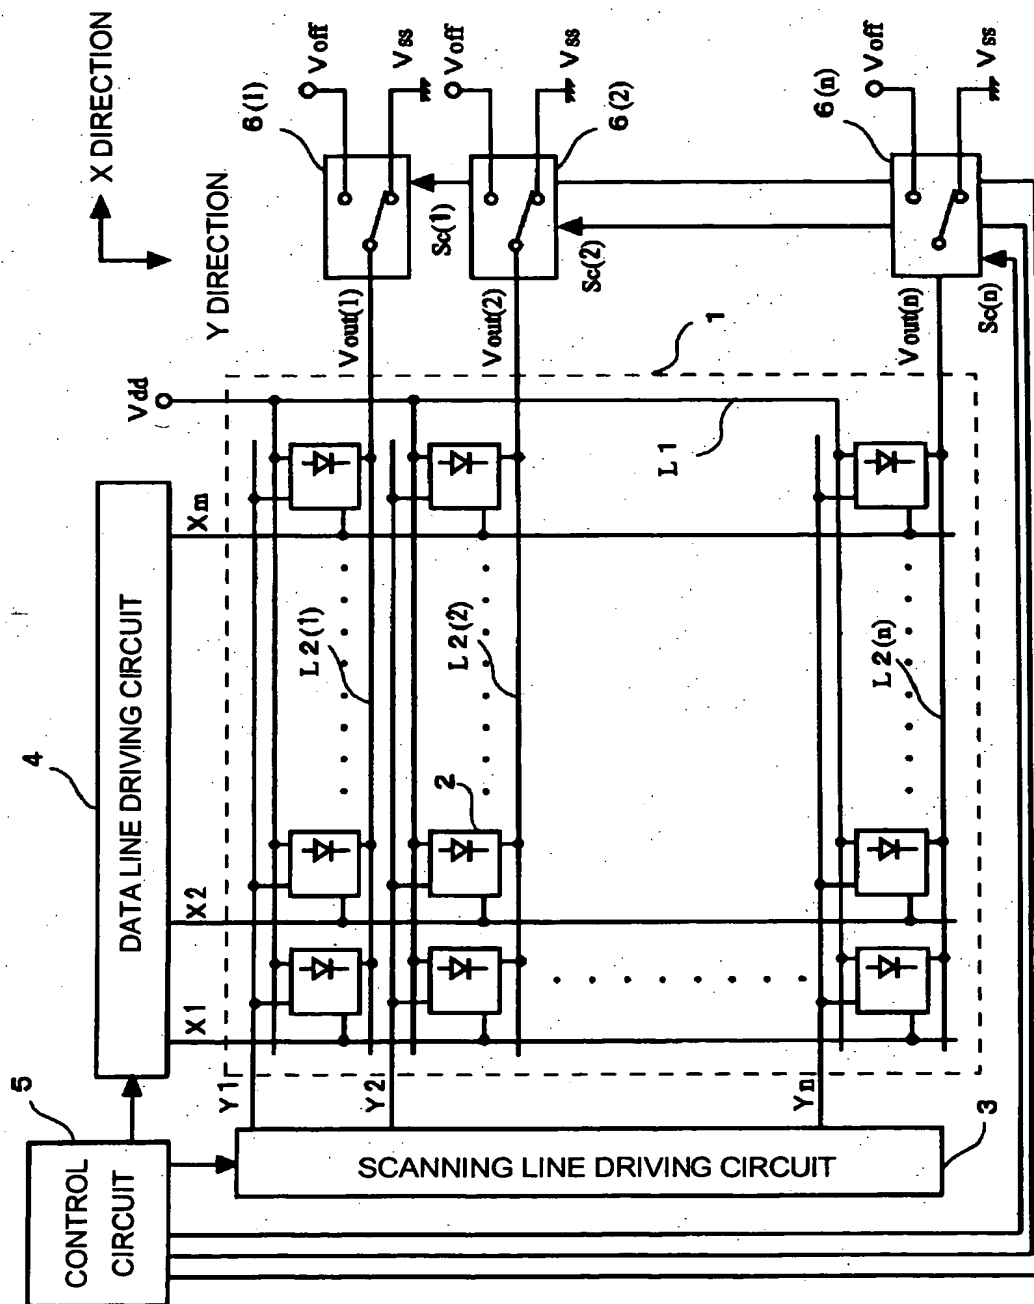 X DIRECTION
Y DIRECTION
5
CONTROL
CIRCUIT
4
DATA LINE DRIVING CIRCUIT
X1
X2
Xm
Vdd
6(1)
Voff
Vss
Y1
L2(1)
Vout(1)
Sc(1)
Voff
Vss
6(2)
Y2
2
L2(2)
Vout(2)
Sc(2)
1
L1
6(n)
Voff
Vss
Yn
L2(n)
Vout(n)
Sc(n)
SCANNING LINE DRIVING CIRCUIT
3